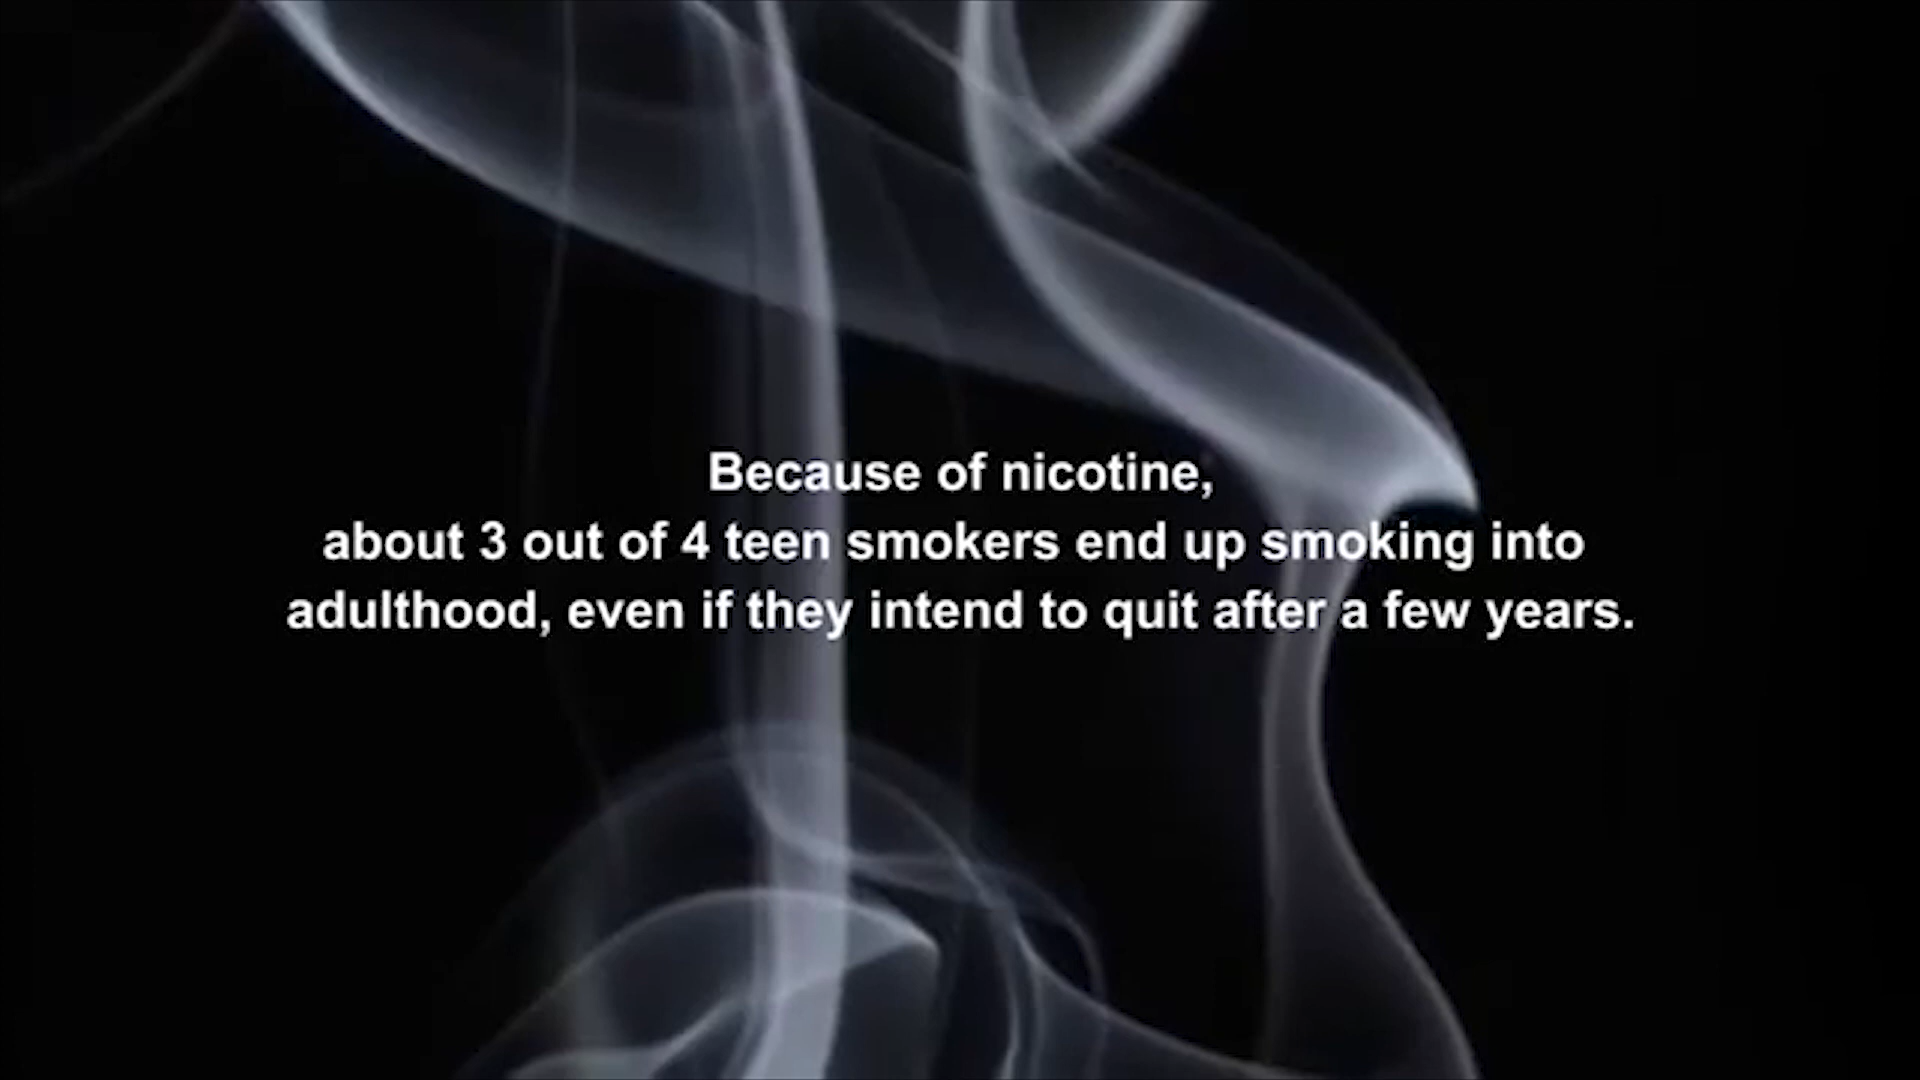 Because of nicotine,
about 3 out of 4 teen smokers end up smoking into
adulthood, even if they intend to quit after a few years.